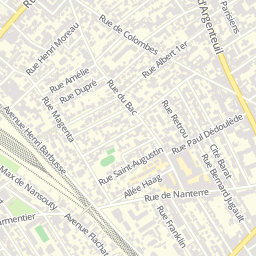 Rue de Colombes
d'Argenteuil
Parisiens
Rue Henri Moreau
Rue Albert 1er
Rue Amélie
Rue Dupré
Rue du Bac
Rue Magenta
Avenue Henri Barbusse
Rue Retrou
Rue Paul Dédouléde
Cité Barat
Rue Bernard Jugault
Rue Saint-Augustin
Allée Haag
Rue de Nanterre
Max de Nansouty
Avenue Flachat
Rue Franklin